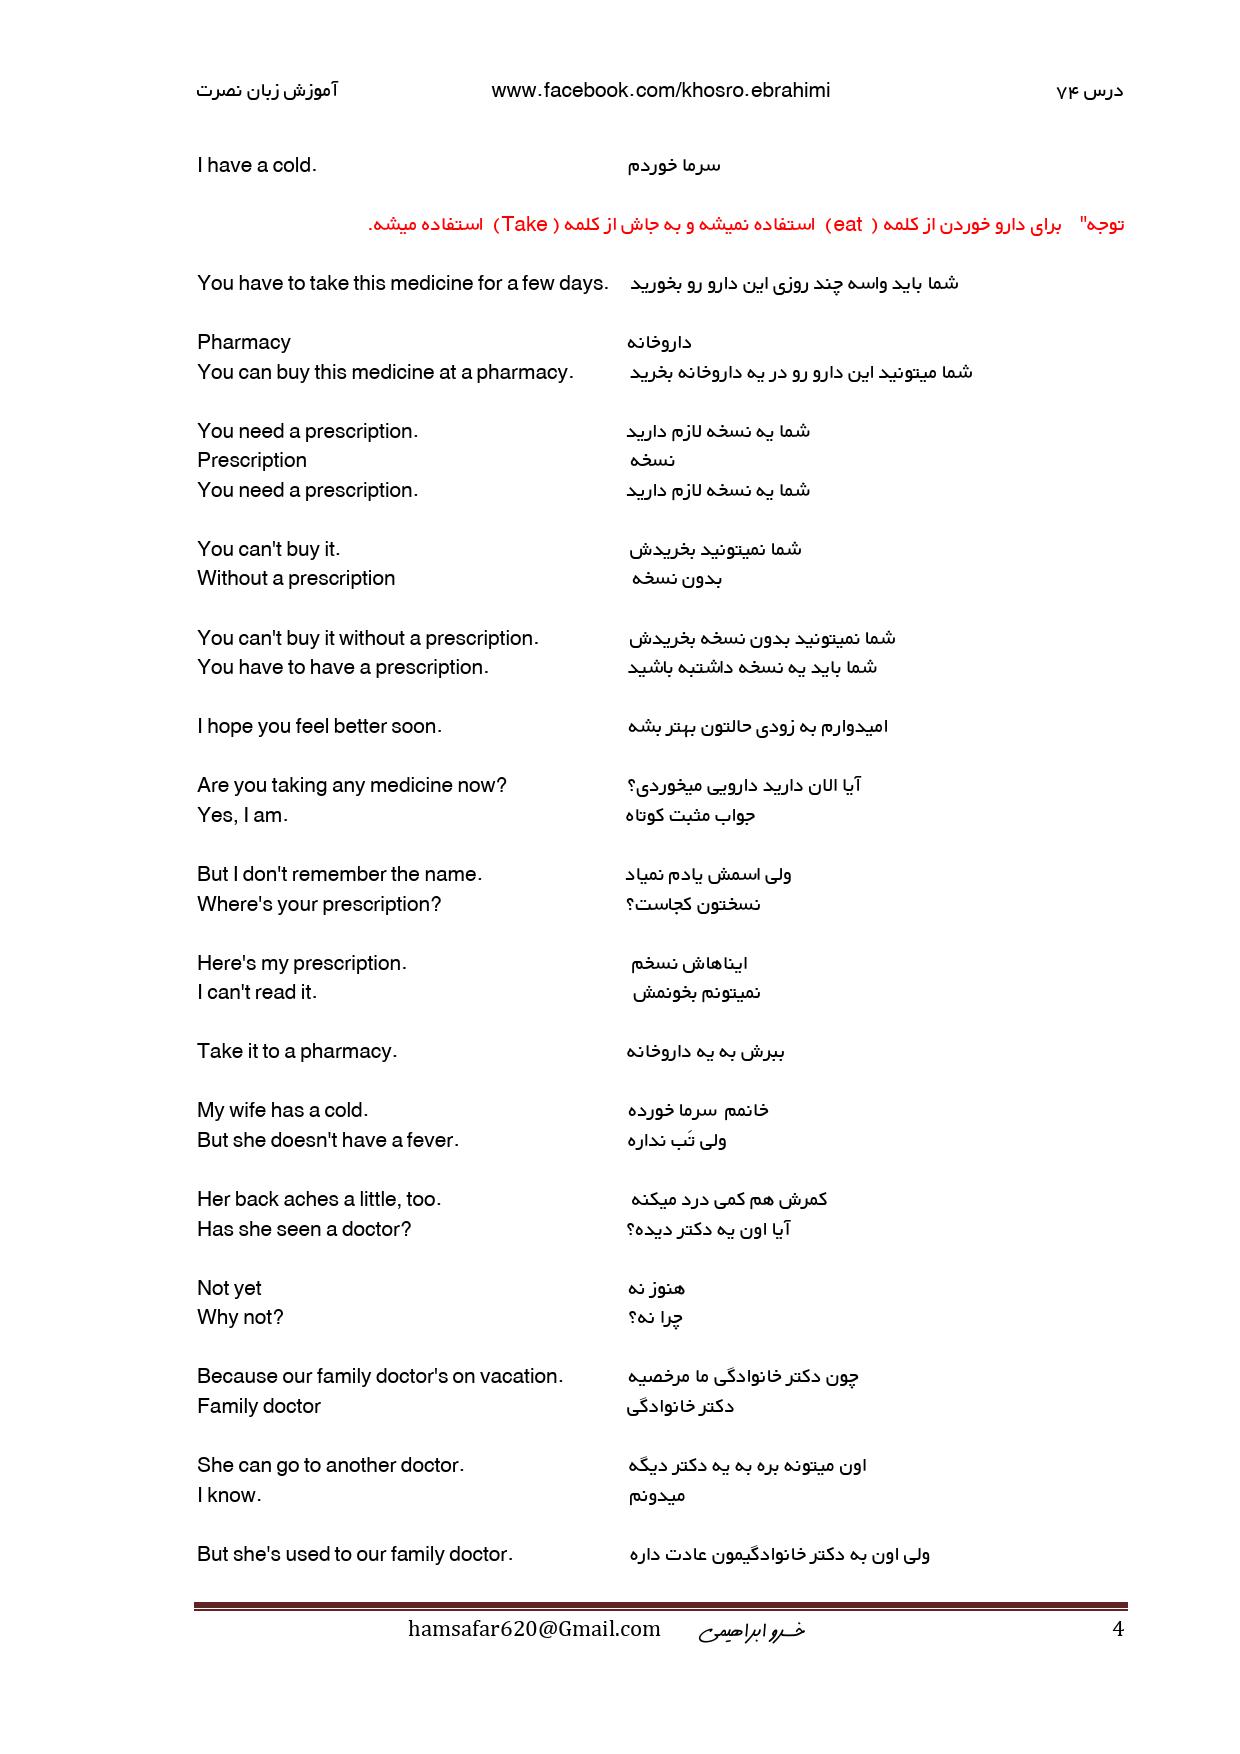 آموزش زبان نصرت www.facebook.com/khosro.ebrahimi درس ۷۴
I have a cold. سرما خوردم
توجه" برای دارو خوردن از کلمه ( eat ) استفاده نمیشه و به جاش از کلمه ( Take ) استفاده میشه.
You have to take this medicine for a few days. شما باید واسه چند روزی این دارو رو بخورید
Pharmacy داروخانه
You can buy this medicine at a pharmacy. شما میتونید این دارو رو در یه داروخانه بخرید
You need a prescription. شما یه نسخه لازم دارید
Prescription نسخه
You need a prescription. شما یه نسخه لازم دارید
You can't buy it. شما نمیتونید بخریدش
Without a prescription بدون نسخه
You can't buy it without a prescription. شما نمیتونید بدون نسخه بخریدش
You have to have a prescription. شما باید یه نسخه داشتبه باشید
I hope you feel better soon. امیدوارم به زودی حالتون بهتر بشه
Are you taking any medicine now? آیا الان دارید دارویی میخوردی؟
Yes, I am. جواب مثبت کوتاه
But I don't remember the name. ولی اسمش یادم نمیاد
Where's your prescription? نسختون کجاست؟
Here's my prescription. ایناهاش نسخم
I can't read it. نمیتونم بخونمش
Take it to a pharmacy. ببرش به یه داروخانه
My wife has a cold. خانمم سرما خورده
But she doesn't have a fever. ولی تَب نداره
Her back aches a little, too. کمرش هم کمی درد میکنه
Has she seen a doctor? آیا اون یه دکتر دیده؟
Not yet هنوز نه
Why not? چرا نه؟
Because our family doctor's on vacation. چون دکتر خانوادگی ما مرخصیه
Family doctor دکتر خانوادگی
She can go to another doctor. اون میتونه بره به یه دکتر دیگه
I know. میدونم
But she's used to our family doctor. ولی اون به دکتر خانوادگیمون عادت داره
hamsafar620@Gmail.com خسرو ابراهیمی 4